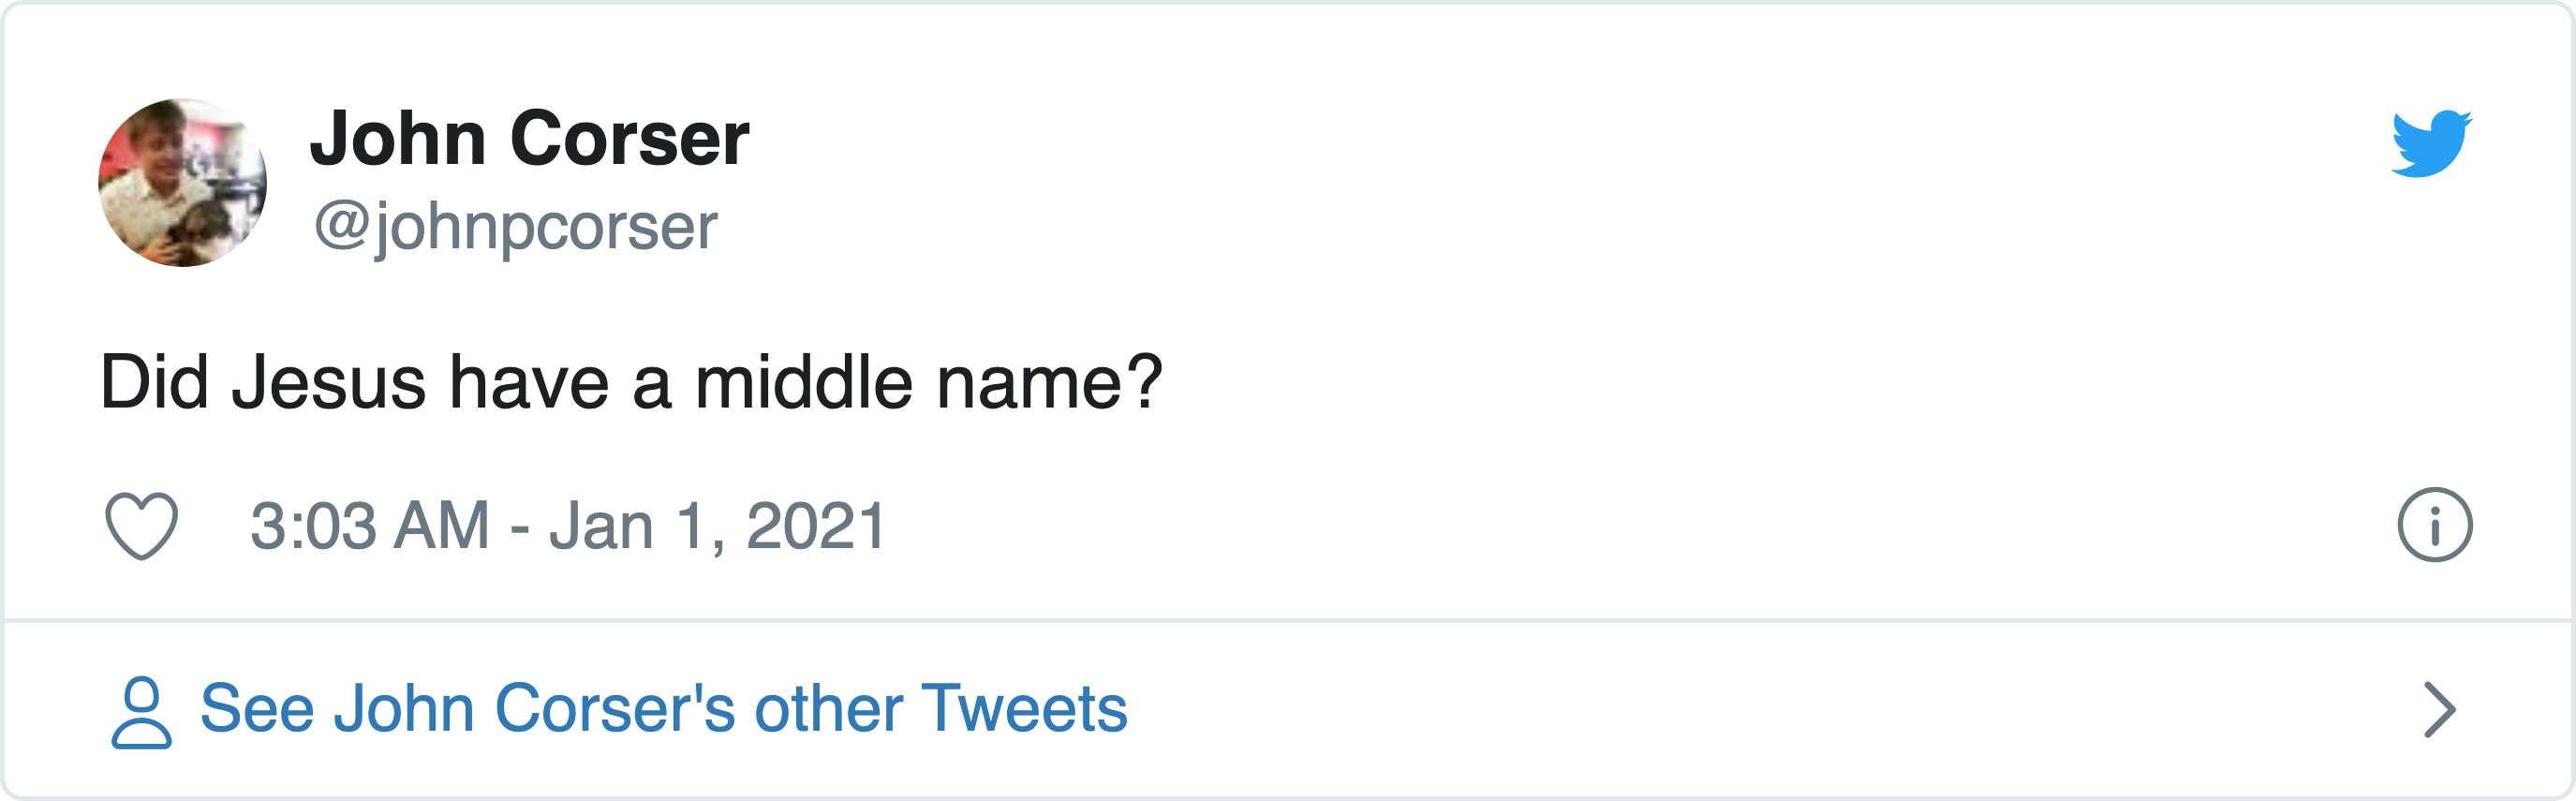 John Corser
@johnpcorser
Did Jesus have a middle name?
3:03 AM - Jan 1, 2021
See John Corser's other Tweets